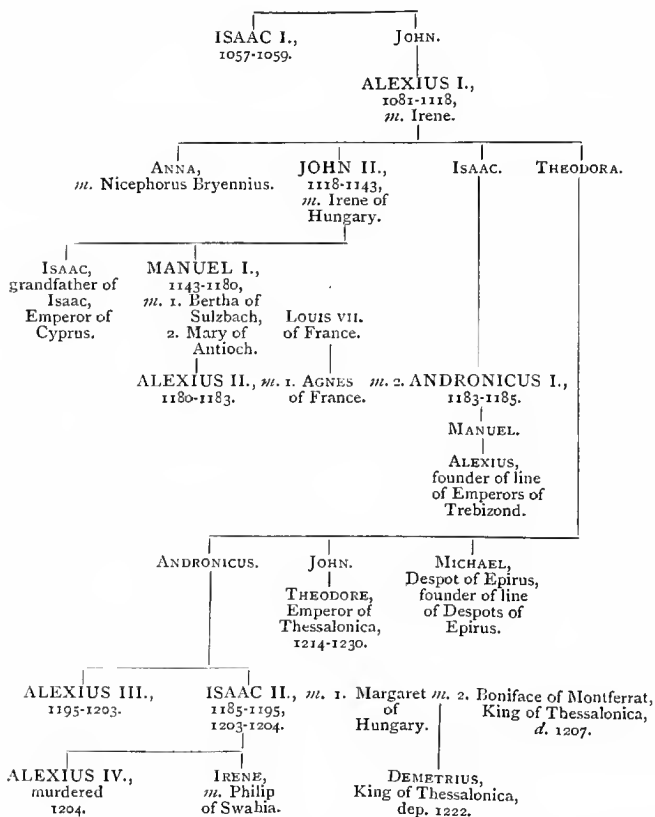 ISAAC I., JOHN.
1057-1059.
ALEXIUS I.,
1081-1118,
m. Irene.
ANNA, JOHN II., ISAAC. THEODORA.
m. Nicephorus Bryennius. 1118-1143,
m. Irene of
Hungary.
ISAAC, MANUEL I.,
grandfather of 1143-1180,
Isaac, m. 1. Bertha of
Emperor of Sulzbach, LOUIS VII.
Cyprus. 2. Mary of of France.
Antioch.
ALEXIUS II., m. 1. AGNES m. 2. ANDRONICUS I.,
1180-1183. of France. 1183-1185.
MANUEL.
ALEXIUS,
founder of line
of Emperors of
Trebizond.
ANDRONICUS. JOHN. MICHAEL,
Despot of Epirus,
THEODORE, founder of line
Emperor of of Despots of
Thessalonica, Epirus.
1214-1230.
ALEXIUS III., ISAAC II., m. 1. Margaret m. 2. Boniface of Montferrat,
1195-1203. 1185-1195, of King of Thessalonica,
1203-1204. Hungary. d. 1207.
ALEXIUS IV., IRENE, DEMETRIUS,
murdered m. Philip King of Thessalonica,
1204. of Swabia. dep. 1222.